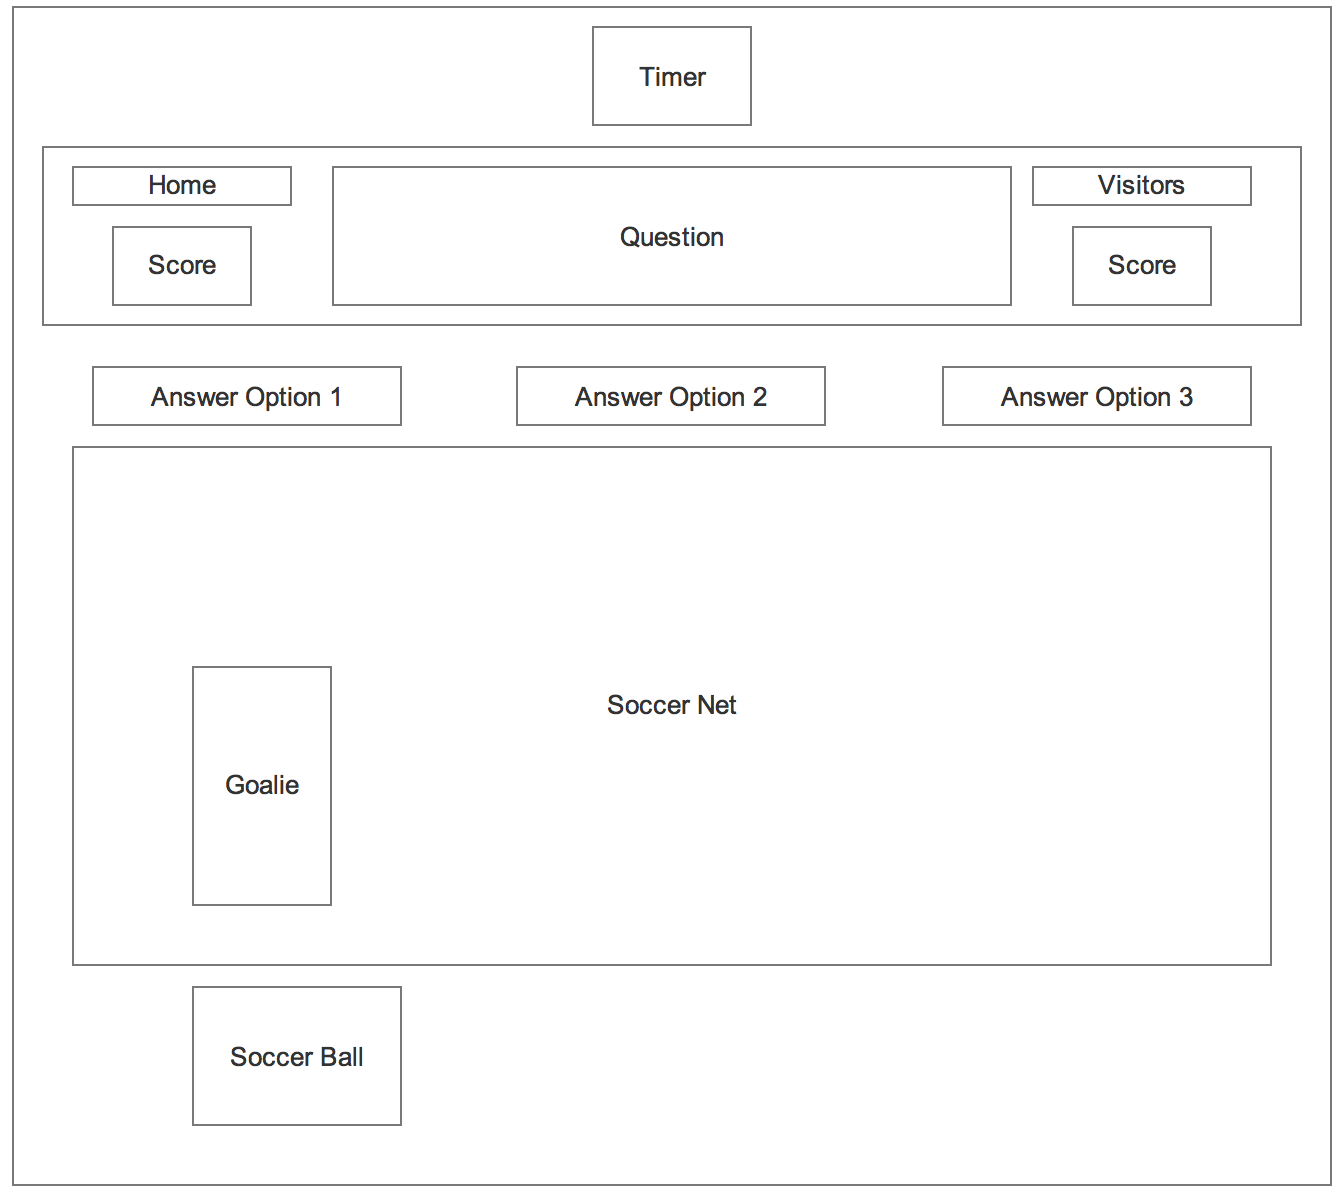 Timer
Home
Question
Visitors
Score
Score
Answer Option 1
Answer Option 2
Answer Option 3
Soccer Net
Goalie
Soccer Ball